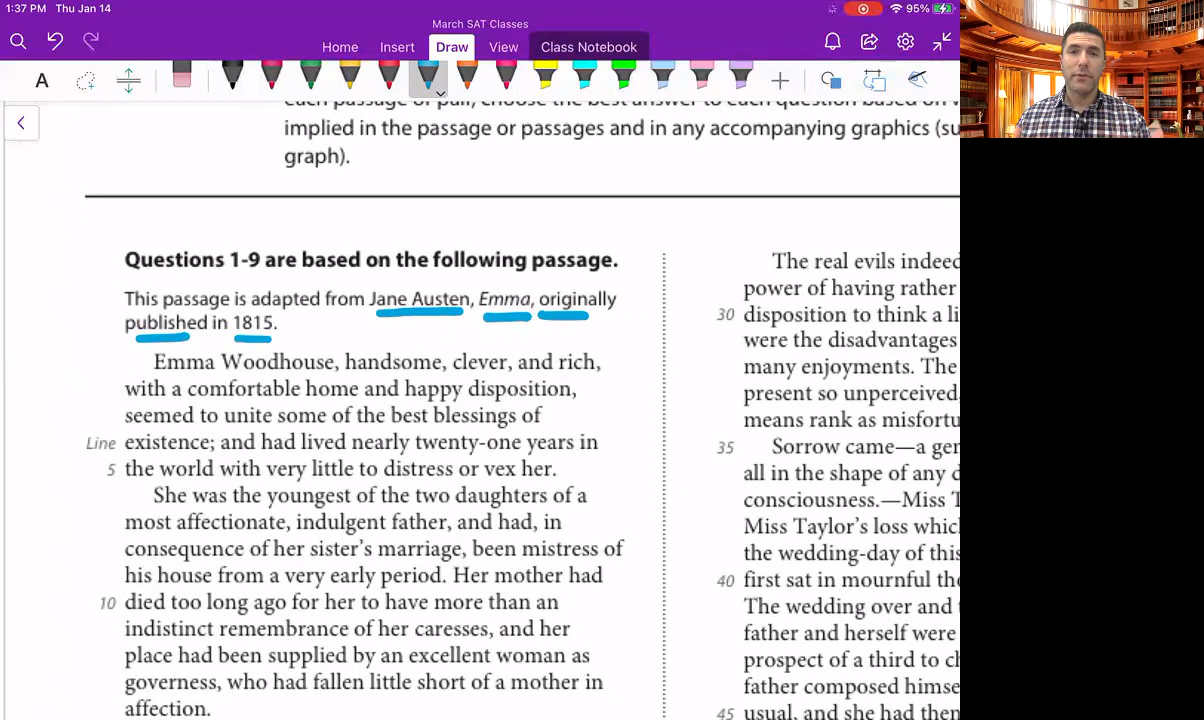 1:37 PM Thu Jan 14
95%
March SAT Classes
Home Insert Draw View Class Notebook
A
implied in the passage or passages and in any accompanying graphics (su
graph).
Questions 1-9 are based on the following passage.
This passage is adapted from Jane Austen, Emma, originally
published in 1815.
Emma Woodhouse, handsome, clever, and rich,
with a comfortable home and happy disposition,
seemed to unite some of the best blessings of
Line existence; and had lived nearly twenty-one years in
5 the world with very little to distress or vex her.
She was the youngest of the two daughters of a
most affectionate, indulgent father, and had, in
consequence of her sister's marriage, been mistress of
his house from a very early period. Her mother had
10 died too long ago for her to have more than an
indistinct remembrance of her caresses, and her
place had been supplied by an excellent woman as
governess, who had fallen little short of a mother in
affection.
The real evils indeed
power of having rather
30 disposition to think a li
were the disadvantages
many enjoyments. The
present so unperceived
means rank as misfortu
35 Sorrow came—a gen
all in the shape of any d
consciousness.—Miss T
Miss Taylor's loss whic
the wedding-day of this
40 first sat in mournful tho
The wedding over and
father and herself were
prospect of a third to ch
father composed himse
45 usual, and she had then